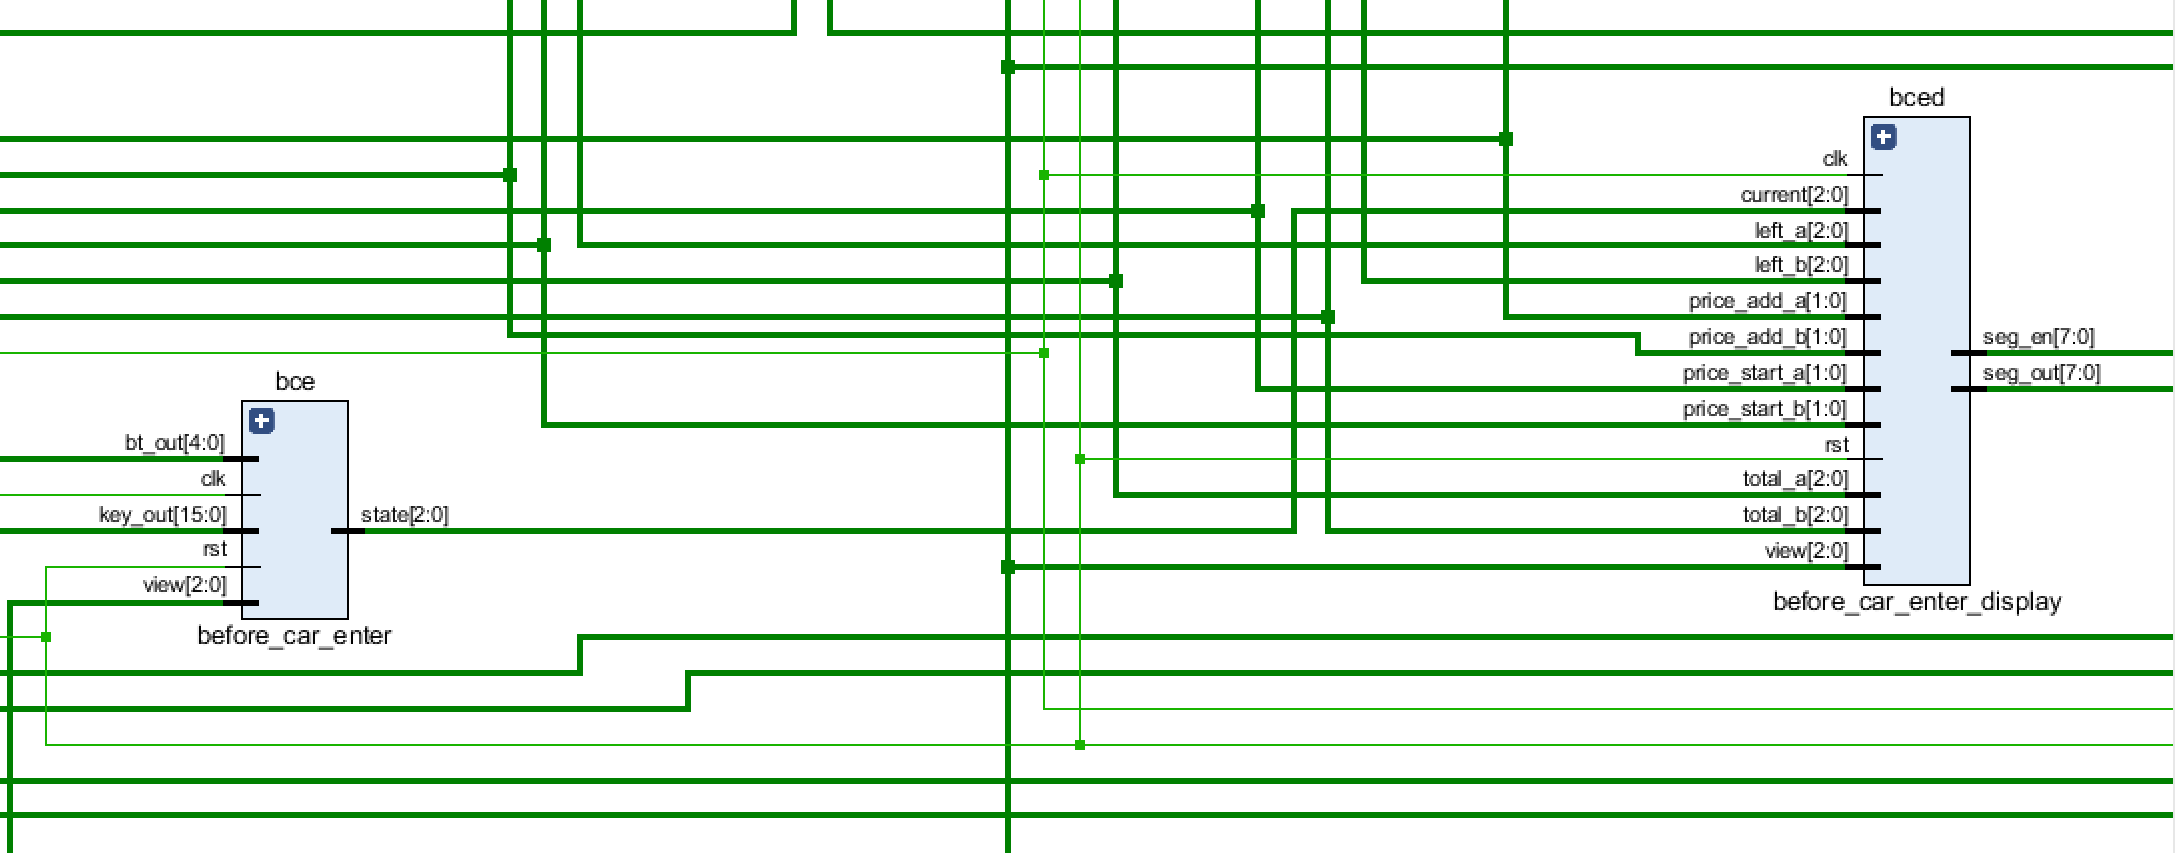 bced
clk
current[2:0]
left_a[2:0]
left_b[2:0]
price_add_a[1:0]
price_add_b[1:0]
price_start_a[1:0]
price_start_b[1:0]
rst
total_a[2:0]
total_b[2:0]
view[2:0]
seg_en[7:0]
seg_out[7:0]
before_car_enter_display
bce
bt_out[4:0]
clk
key_out[15:0]
rst
view[2:0]
state[2:0]
before_car_enter